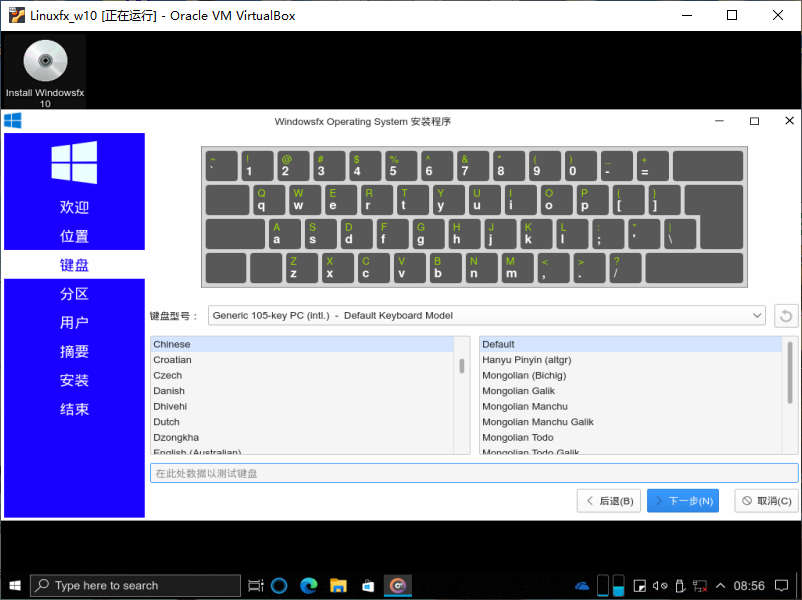 Linuxfx_w10 [正在运行] - Oracle VM VirtualBox
Install Windowsfx
10
Windowsfx Operating System 安装程序
欢迎
位置
键盘
分区
用户
摘要
安装
结束
~ ! @ # $ % ^ & * ( ) _ +
` 1 2 3 4 5 6 7 8 9 0 - =
Q W E R T Y U I O P { }
q w e r t y u i o p [ ]
A S D F G H J K L : " |
a s d f g h j k l ; ' \
Z X C V B N M < > ?
z x c v b n m , . /
键盘型号：
Generic 105-key PC (intl.) - Default Keyboard Model
Chinese
Croatian
Czech
Danish
Dhivehi
Dutch
Dzongkha
English (Australian)
Default
Hanyu Pinyin (altgr)
Mongolian (Bichig)
Mongolian Galik
Mongolian Manchu
Mongolian Manchu Galik
Mongolian Todo
Mongolian Todo Galik
在此处数据以测试键盘
后退(B)
下一步(N)
取消(C)
Type here to search
08:56